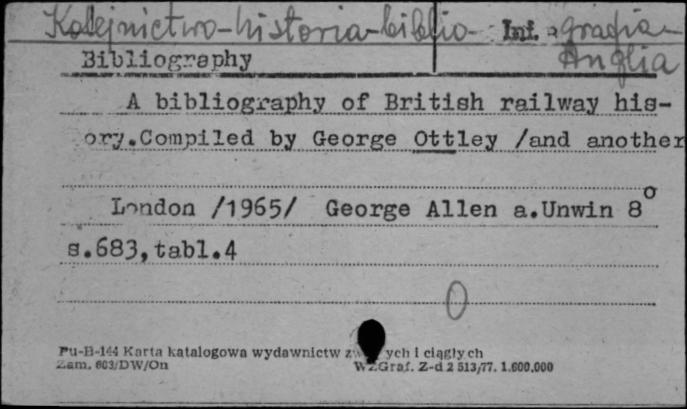 Kolejnictwo-historia-biblio- Inf. grafia-
Bibliography Anglia
A bibliography of British railway his-
ory.Compiled by George Ottley /and another
London /1965/ George Allen a.Unwin 8°
s.683,tabl.4
0
Pu-B-144 Karta katalogowa wydawnictw ych i ciągłych
Zam. 603/DW/On WZGraf. Z-d 2 513/77. 1.600.000